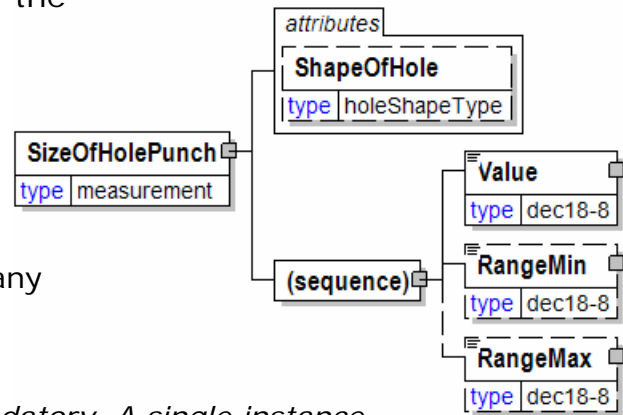 the
attributes
ShapeOfHole
type holeShapeType
SizeOfHolePunch
type measurement
Value
type dec18-8
any
(sequence)
RangeMin
type dec18-8
RangeMax
type dec18-8
A single instance